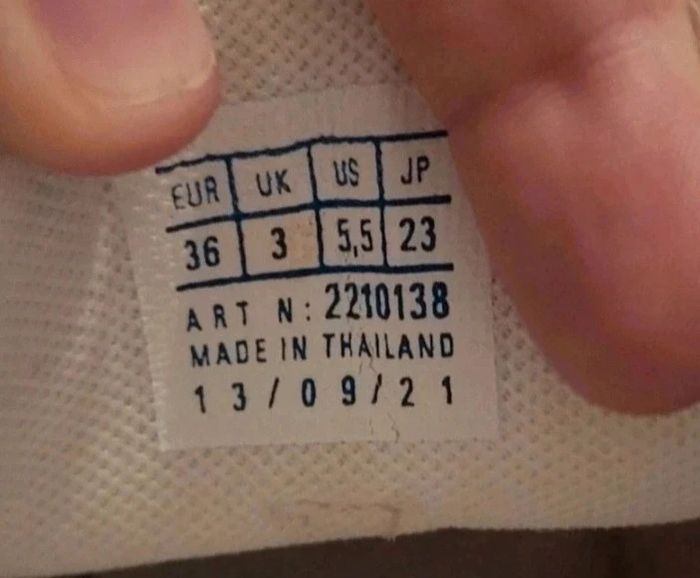 EUR UK US JP
36 3 5,5 23
ART N: 2210138
MADE IN THAILAND
13/09/21